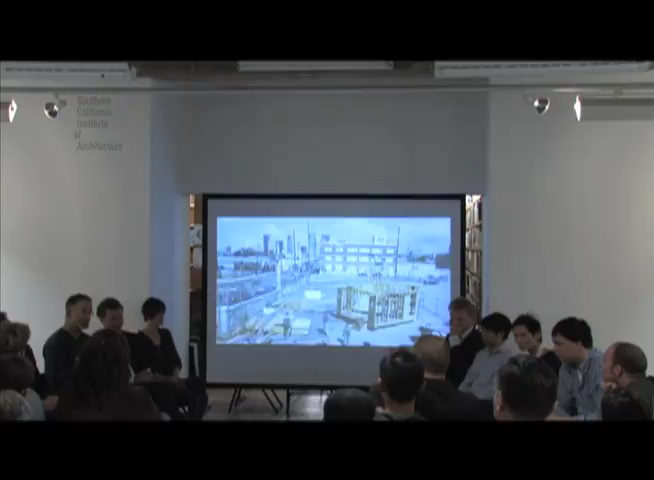 Southern
California
Institute
of
Architecture